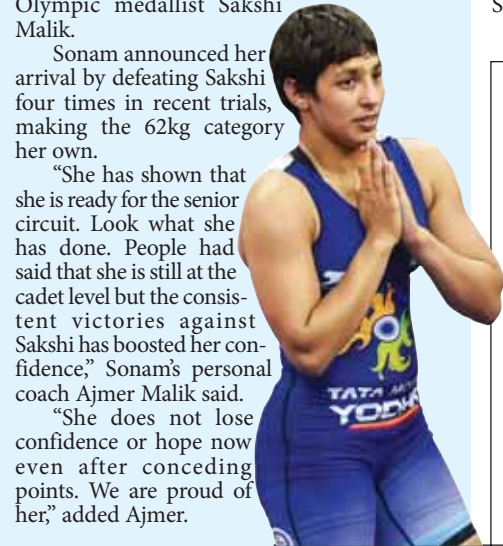 Olympic medallist Sakshi
Malik.
Sonam announced her
arrival by defeating Sakshi
four times in recent trials,
making the 62kg category
her own.
"She has shown that
she is ready for the senior
circuit. Look what she
has done. People had
said that she is still at the
cadet level but the consis-
tent victories against
Sakshi has boosted her con-
fidence," Sonam's personal
coach Ajmer Malik said.
"She does not lose
confidence or hope now
even after conceding
points. We are proud of
her," added Ajmer.
S
TATA
YODH